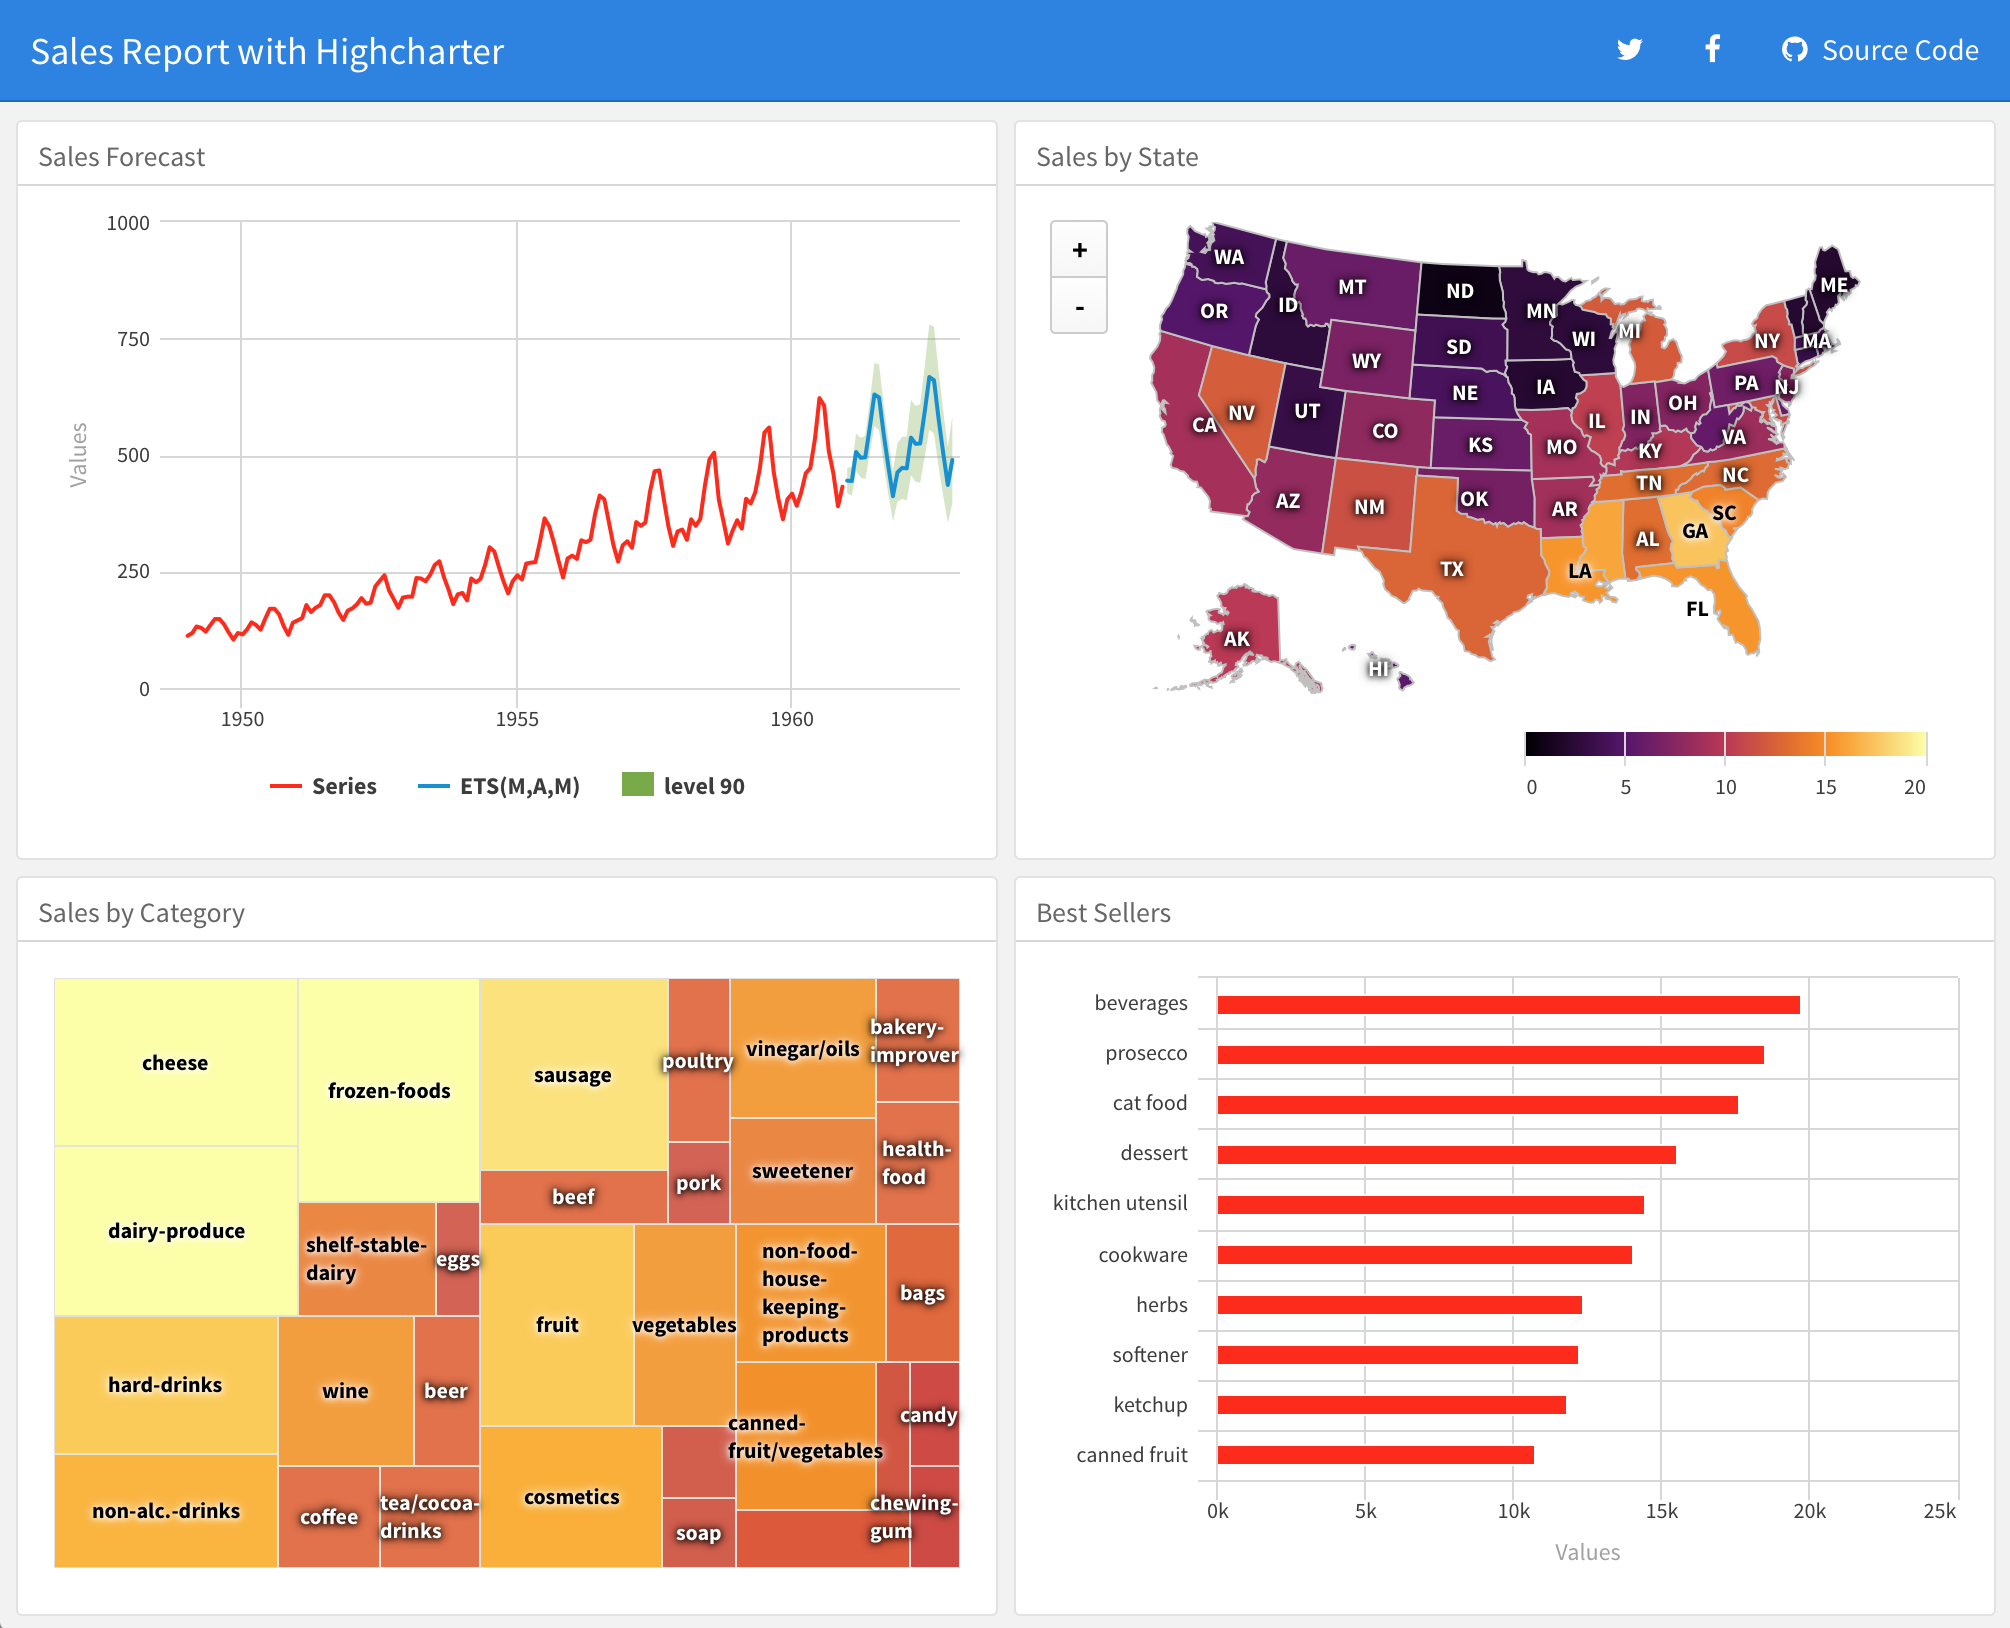 Sales Report with Highcharter
Source Code
Sales Forecast
1000
750
500
250
0
Values
1950
1955
1960
Series
ETS(M,A,M)
level 90
Sales by State
+
-
WA
OR
ID
MT
ND
MN
WI
MI
ME
NY
MA
SD
WY
NE
IA
PA
NJ
NV
UT
CA
CO
KS
MO
IL
IN
OH
VA
KY
AZ
NM
OK
AR
TN
NC
SC
TX
LA
AL
GA
FL
AK
HI
0
5
10
15
20
Sales by Category
cheese
frozen-foods
dairy-produce
shelf-stable-
dairy
eggs
hard-drinks
wine
beer
non-alc.-drinks
coffee
tea/cocoa-
drinks
sausage
poultry
beef
pork
vinegar/oils
bakery-
improver
sweetener
health-
food
fruit
vegetables
non-food-
house-
keeping-
products
bags
cosmetics
soap
canned-
fruit/vegetables
candy
chewing-
gum
Best Sellers
beverages
prosecco
cat food
dessert
kitchen utensil
cookware
herbs
softener
ketchup
canned fruit
0k
5k
10k
15k
20k
25k
Values